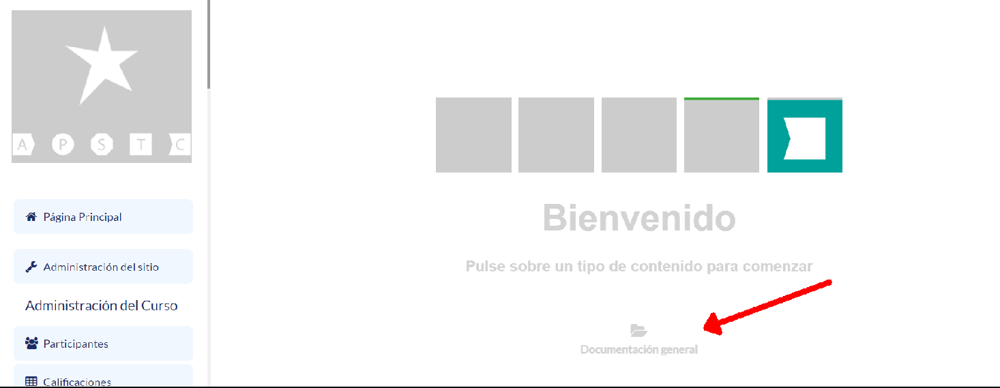 A P S T C
Página Principal
Administración del sitio
Administración del Curso
Participantes
Calificaciones
Bienvenido
Pulse sobre un tipo de contenido para comenzar
Documentación general